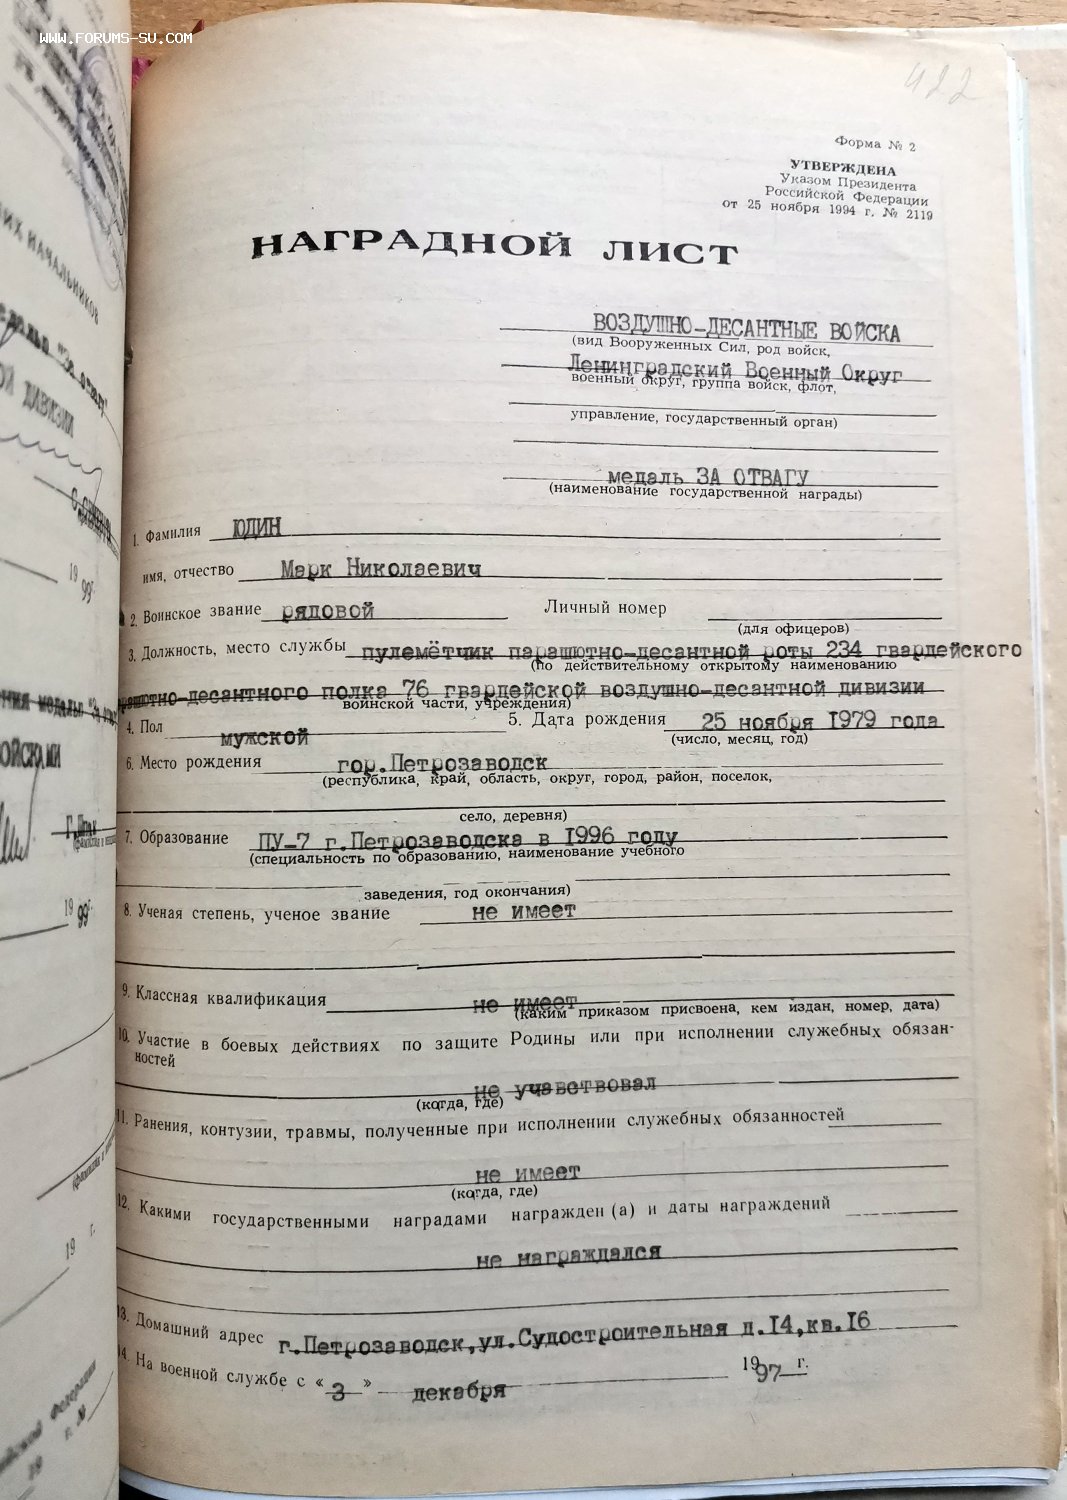 WWW.FORUMS-SU.COM
422
Форма № 2
УТВЕРЖДЕНА
Указом Президента
Российской Федерации
от 25 ноября 1994 г. № 2119
НАГРАДНОЙ ЛИСТ
ВОЗДУШНО-ДЕСАНТНЫЕ ВОЙСКА
(вид Вооруженных Сил, род войск,
Ленинградский Военный Округ
военный округ, группа войск, флот,
управление, государственный орган)
медаль ЗА ОТВАГУ
(наименование государственной награды)
1. Фамилия ЮДИН
имя, отчество Марк Николаевич
2. Воинское звание рядовой Личный номер
(для офицеров)
3. Должность, место службы пулемётчик парашютно-десантной роты 234 гвардейского
(по действительному открытому наименованию
рашютно-десантного полка 76 гвардейской воздушно-десантной дивизии
воинской части, учреждения)
4. Пол мужской 5. Дата рождения 25 ноября 1979 года
(число, месяц, год)
6. Место рождения гор.Петрозаводск
(республика, край, область, округ, город, район, поселок,
село, деревня)
7. Образование ПУ-7 г.Петрозаводска в 1996 году
(специальность по образованию, наименование учебного
заведения, год окончания)
8. Ученая степень, ученое звание не имеет
9. Классная квалификация не имеет
(каким приказом присвоена, кем издан, номер, дата)
10. Участие в боевых действиях по защите Родины или при исполнении служебных обязан-
ностей
не учавствовал
(когда, где)
11. Ранения, контузии, травмы, полученные при исполнении служебных обязанностей
не имеет
(когда, где)
12. Какими государственными наградами награжден (а) и даты награждений
не награждался
13. Домашний адрес г.Петрозаводск,ул.Судостроительная д.14,кв.16
14. На военной службе с « 3 » декабря 1997 г.